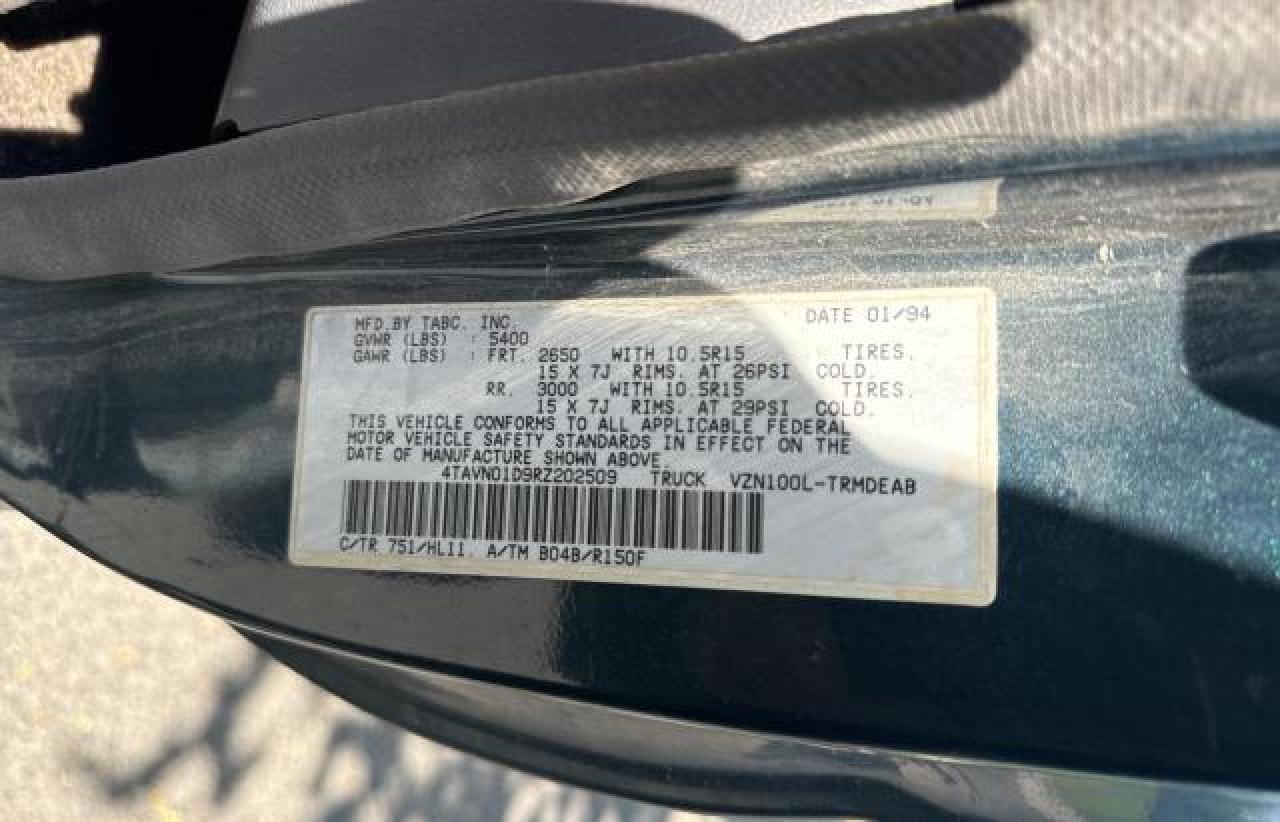 MFD. BY TABC, INC. DATE 01/94
GVWR (LBS) : 5400
GAWR (LBS) : FRT. 2650 WITH 10.5R15 TIRES,
15 X 7J RIMS. AT 26PSI COLD.
RR. 3000 WITH 10.5R15 TIRES,
15 X 7J RIMS. AT 29PSI COLD.
THIS VEHICLE CONFORMS TO ALL APPLICABLE FEDERAL
MOTOR VEHICLE SAFETY STANDARDS IN EFFECT ON THE
DATE OF MANUFACTURE SHOWN ABOVE.
4TAVN01D9RZ202509 TRUCK VZN100L-TRMDEAB
C/TR 751/HL11. A/TM B04B/R150F